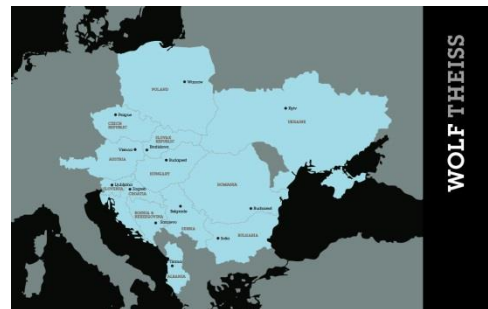 Warsaw
POLAND
Prague
Kyiv
CZECH
REPUBLIC
UKRAINE
SLOVAK
REPUBLIC
Vienna
Bratislava
AUSTRIA
Budapest
HUNGARY
Ljubljana
SLOVENIA
Zagreb
CROATIA
ROMANIA
Belgrade
Bucharest
BOSNIA &
HERZEGOVINA
Sarajevo
SERBIA
Sofia
BULGARIA
Tirana
ALBANIA
WOLF THEISS